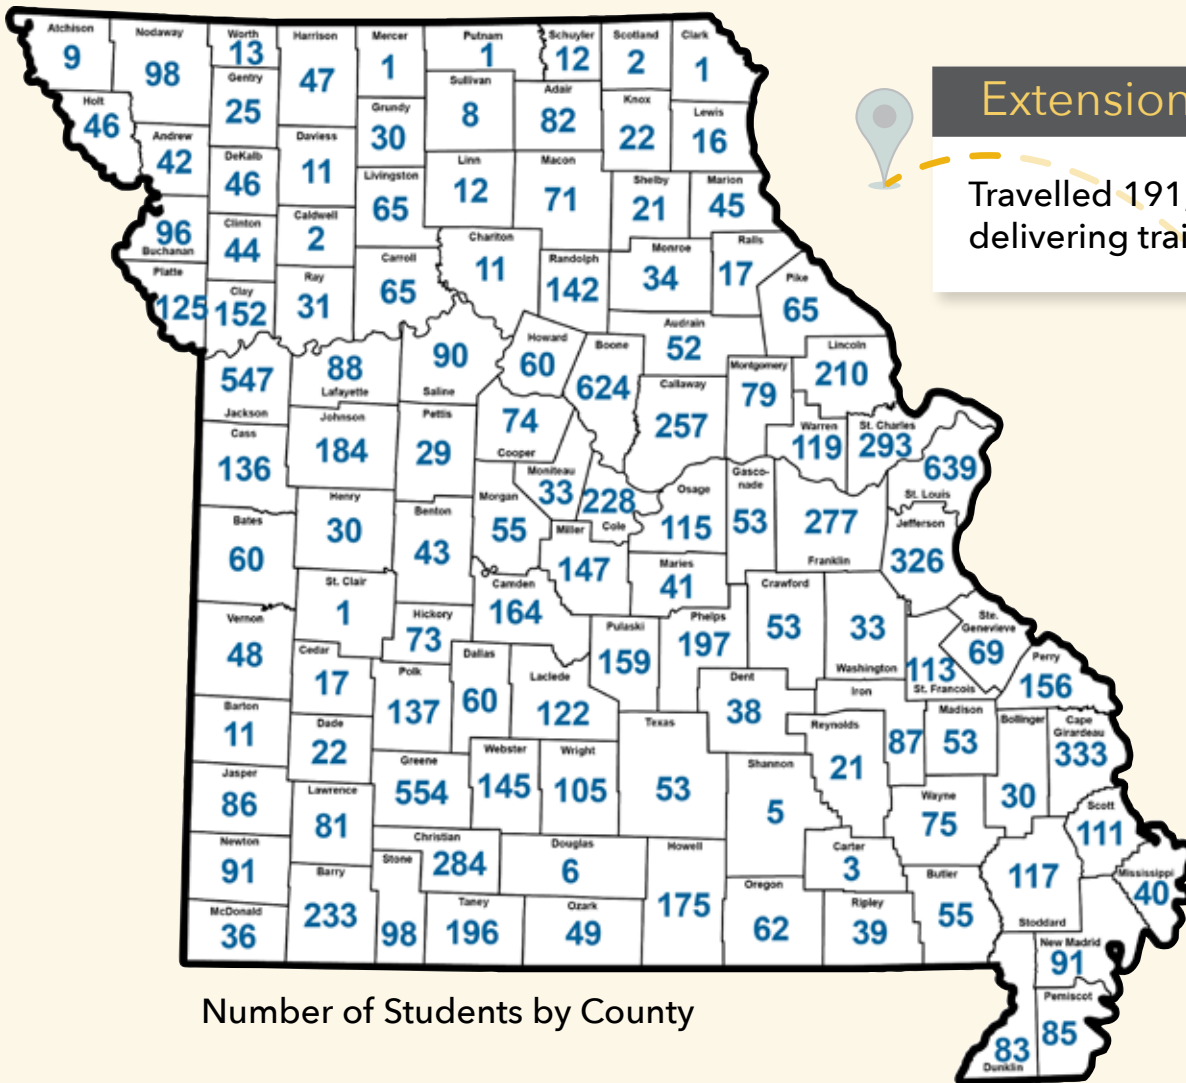 Atchison
9
Nodaway
98
Worth
13
Harrison
47
Mercer
1
Putnam
1
Schuyler
12
Scotland
2
Clark
1
Gentry
25
Sullivan
8
Adair
82
Knox
22
Lewis
16
Holt
46
Andrew
42
DeKalb
46
Daviess
11
Grundy
30
Livingston
65
Linn
12
Macon
71
Shelby
21
Marion
45
96
Buchanan
Clinton
44
Caldwell
2
Carroll
65
Chariton
11
Randolph
142
Monroe
34
Ralls
17
Pike
65
Platte
125
Clay
152
Ray
31
Audrain
52
Lincoln
210
547
Jackson
88
Lafayette
90
Saline
Howard
60
Boone
624
Callaway
257
Montgomery
79
Warren
119
St. Charles
293
639
St. Louis
Cass
136
Johnson
184
Pettis
29
74
Cooper
Moniteau
33
228
Cole
Osage
115
Gasco-
nade
53
277
Franklin
Jefferson
326
Bates
60
Henry
30
Benton
43
Morgan
55
Miller
147
Maries
41
Vernon
48
St. Clair
1
Hickory
73
Camden
164
Pulaski
159
Phelps
197
Crawford
53
33
Washington
113
St. Francois
Ste.
Genevieve
69
Perry
156
Cedar
17
Polk
137
Dallas
60
Laclede
122
Dent
38
Iron
87
Madison
53
Bollinger
30
Cape
Girardeau
333
Barton
11
Dade
22
Greene
554
Webster
145
Wright
105
Texas
53
Shannon
5
Reynolds
21
Wayne
75
Scott
111
Jasper
86
Lawrence
81
Christian
284
Douglas
6
Howell
175
Carter
3
Butler
55
117
Stoddard
Mississippi
40
Newton
91
Barry
233
Stone
98
Taney
196
Ozark
49
Oregon
62
Ripley
39
New Madrid
91
McDonald
36
Pemiscot
85
83
Dunklin
Number of Students by County
Extension
Travelled 191,
delivering trai